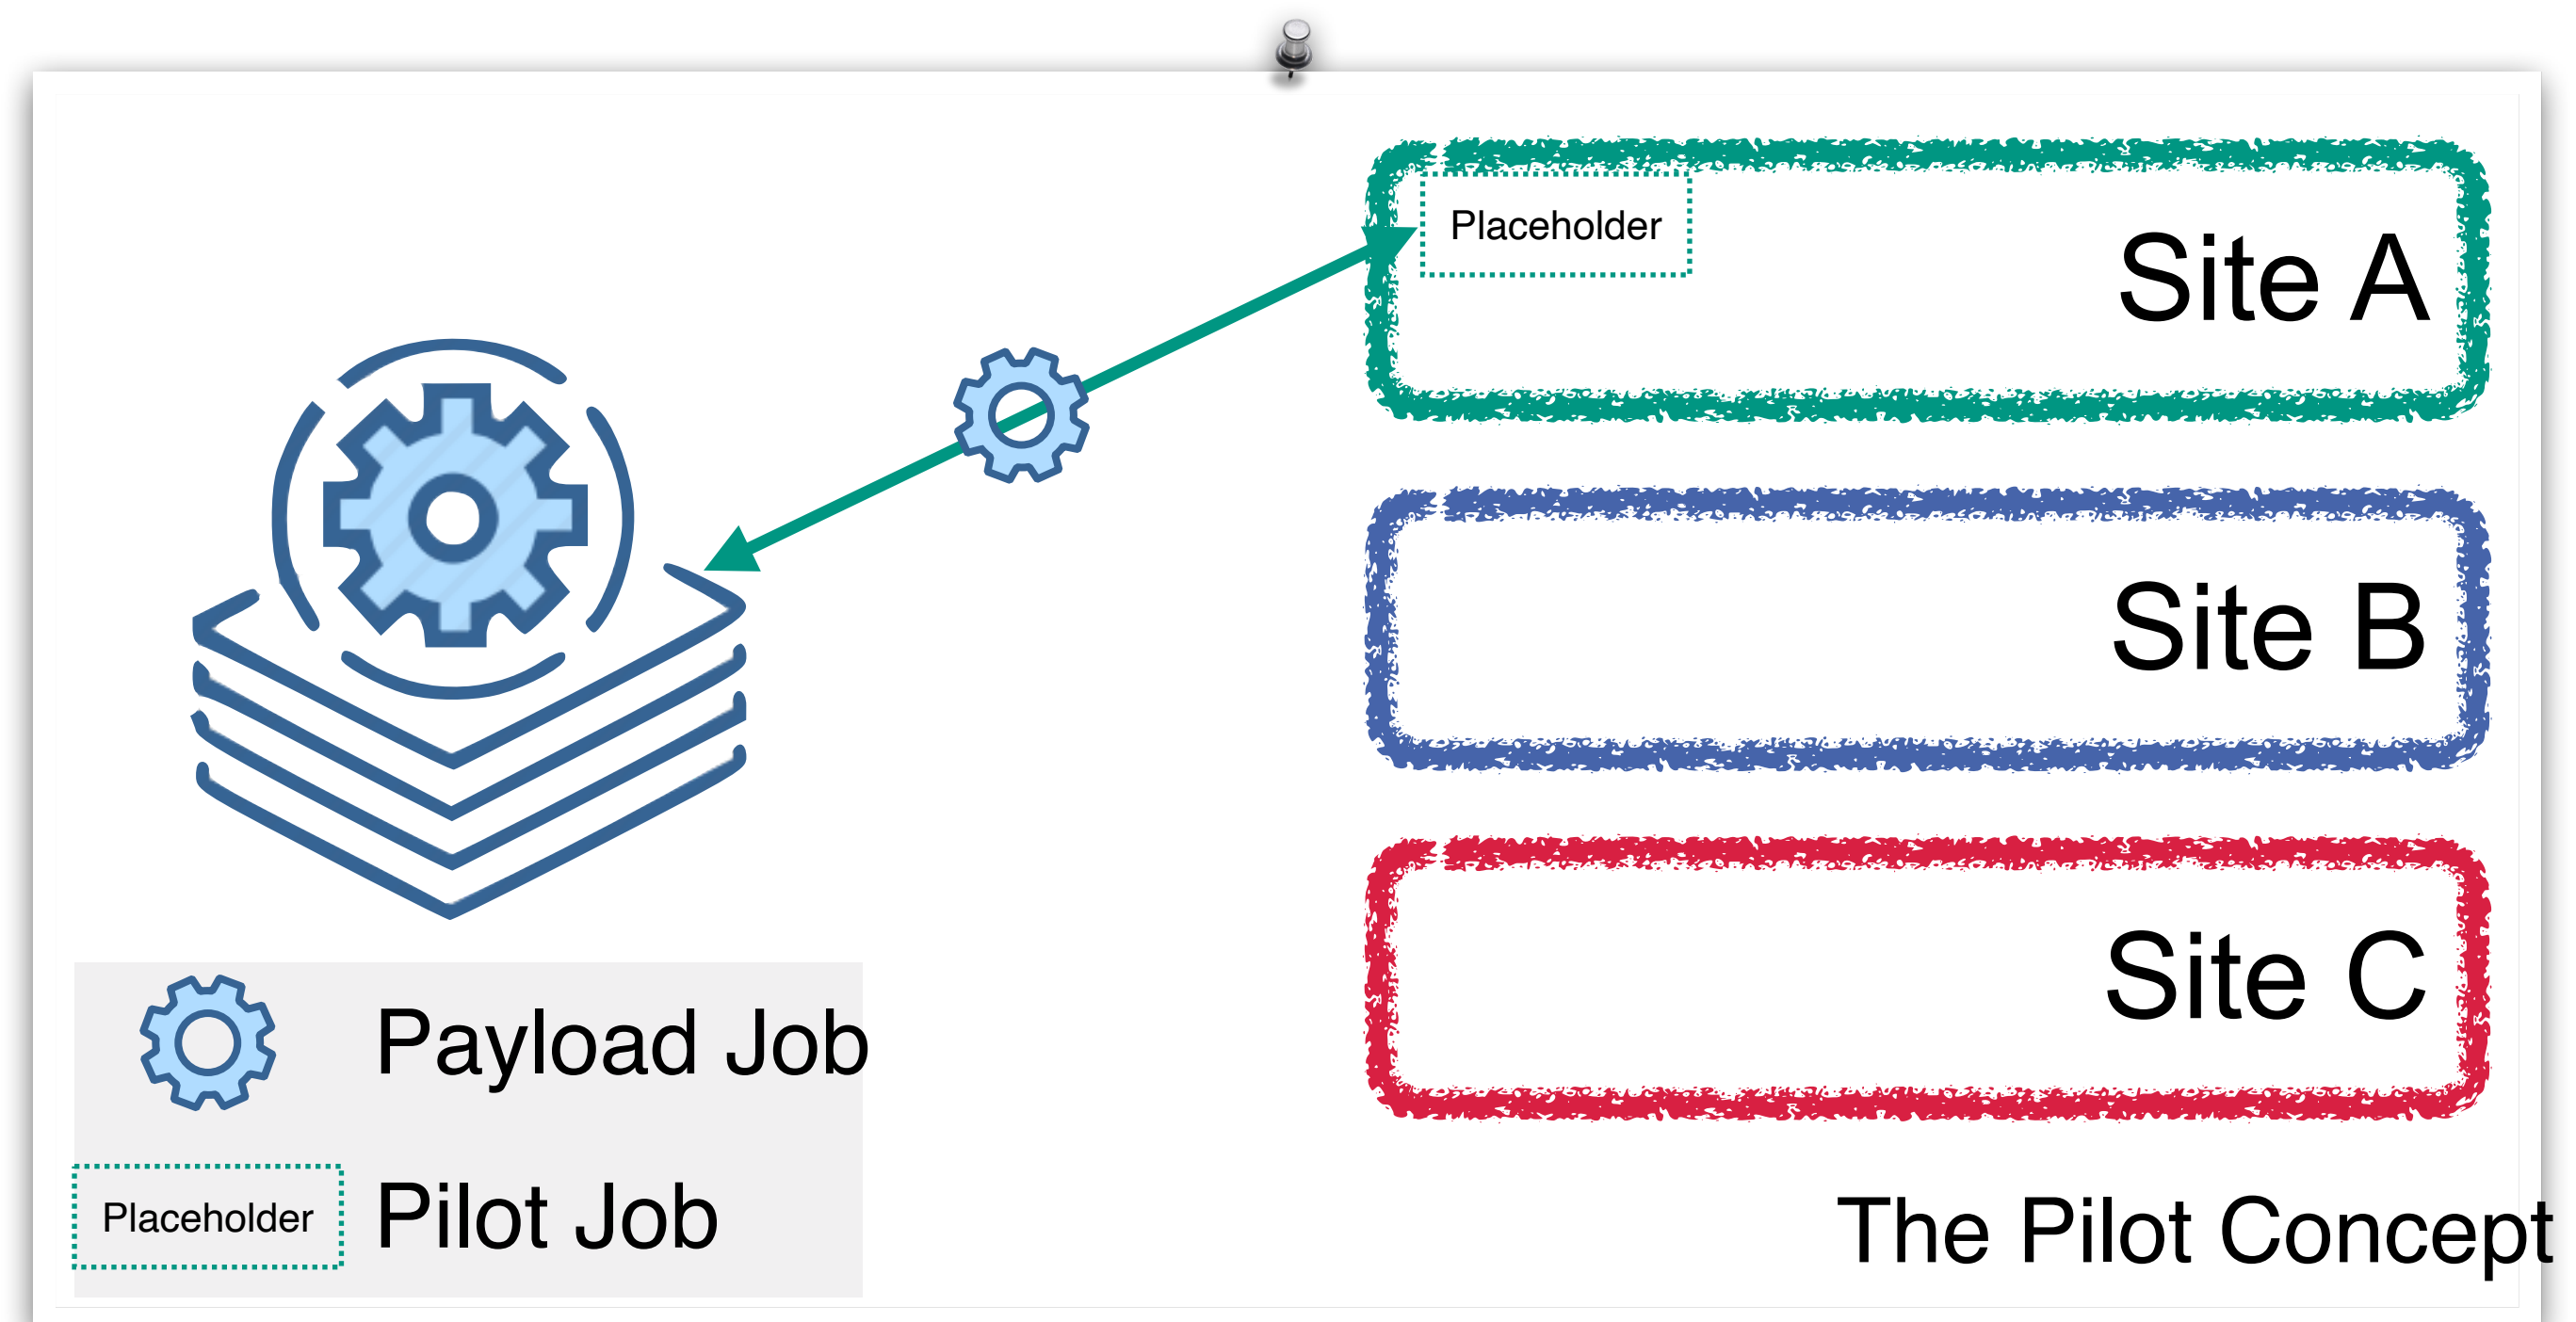 Placeholder
Site A
Site B
Site C
Payload Job
Placeholder
Pilot Job
The Pilot Concept